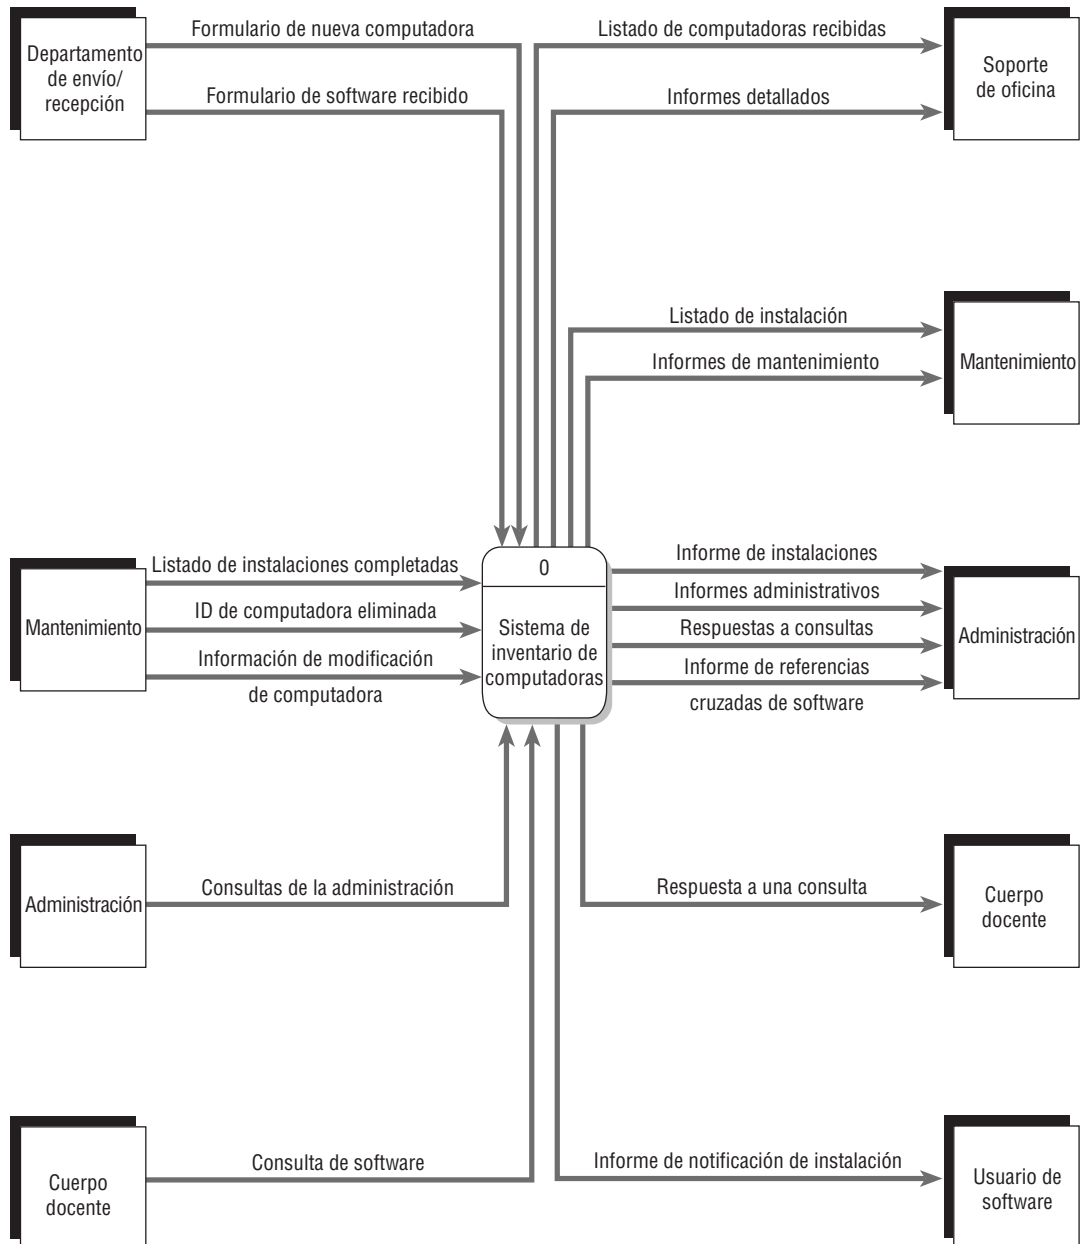 Departamento
de envío/
recepción
Formulario de nueva computadora
Formulario de software recibido
Listado de computadoras recibidas
Informes detallados
Soporte
de oficina
Listado de instalación
Informes de mantenimiento
Mantenimiento
Mantenimiento
Listado de instalaciones completadas
ID de computadora eliminada
Información de modificación
de computadora
0
Sistema de
inventario de
computadoras
Informe de instalaciones
Informes administrativos
Respuestas a consultas
Informe de referencias
cruzadas de software
Administración
Administración
Consultas de la administración
Respuesta a una consulta
Cuerpo
docente
Cuerpo
docente
Consulta de software
Informe de notificación de instalación
Usuario de
software